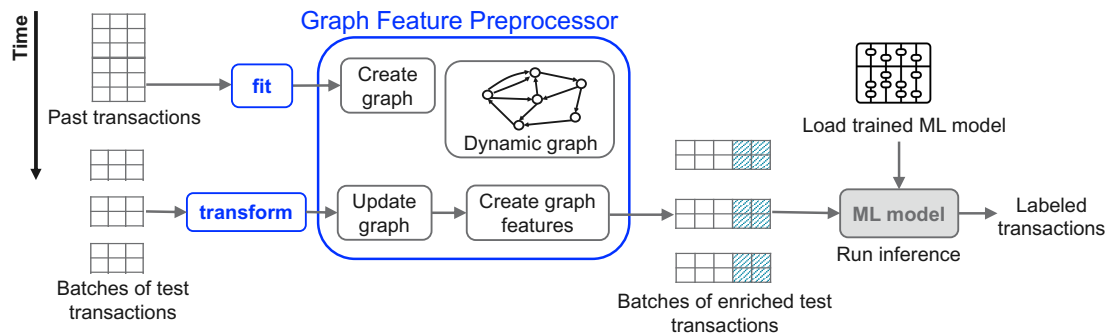 Graph Feature Preprocessor
Time
fit
Create
graph
Dynamic graph
Past transactions
Load trained ML model
transform
Update
graph
Create graph
features
ML model
Labeled
transactions
Run inference
Batches of test
transactions
Batches of enriched test
transactions